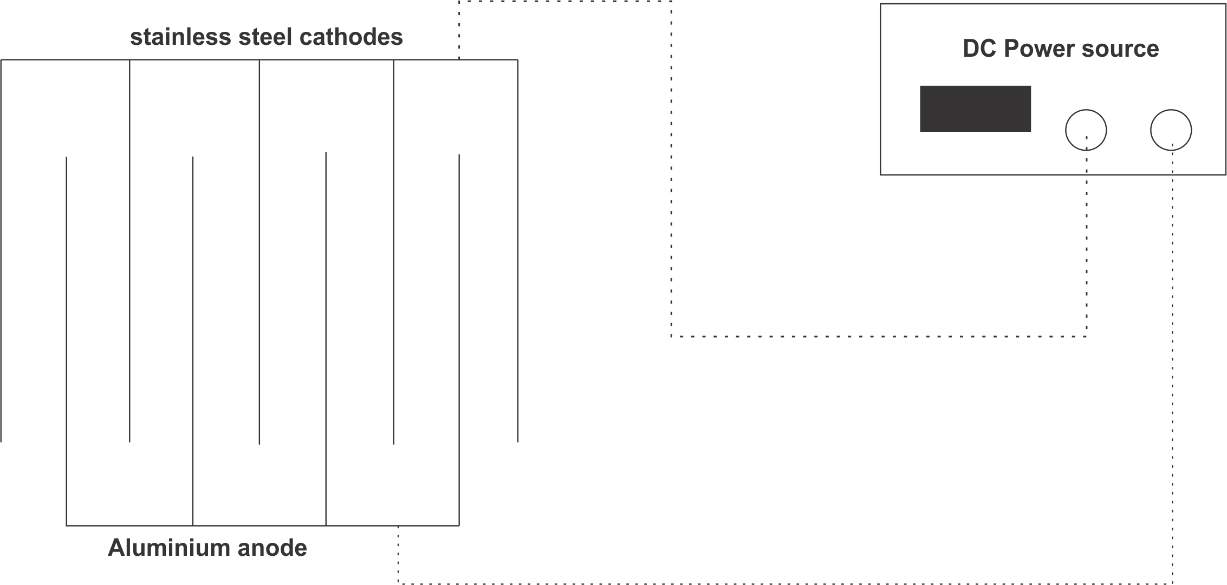 stainless steel cathodes
DC Power source
Aluminium anode